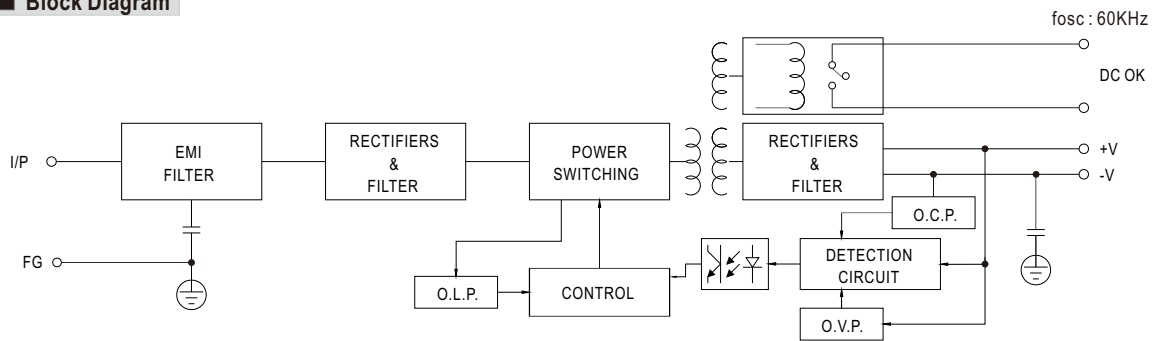 ■ Block Diagram
fosc : 60KHz
DC OK
I/P
EMI
FILTER
RECTIFIERS
&
FILTER
POWER
SWITCHING
RECTIFIERS
&
FILTER
+V
-V
O.C.P.
FG
DETECTION
CIRCUIT
O.L.P.
CONTROL
O.V.P.